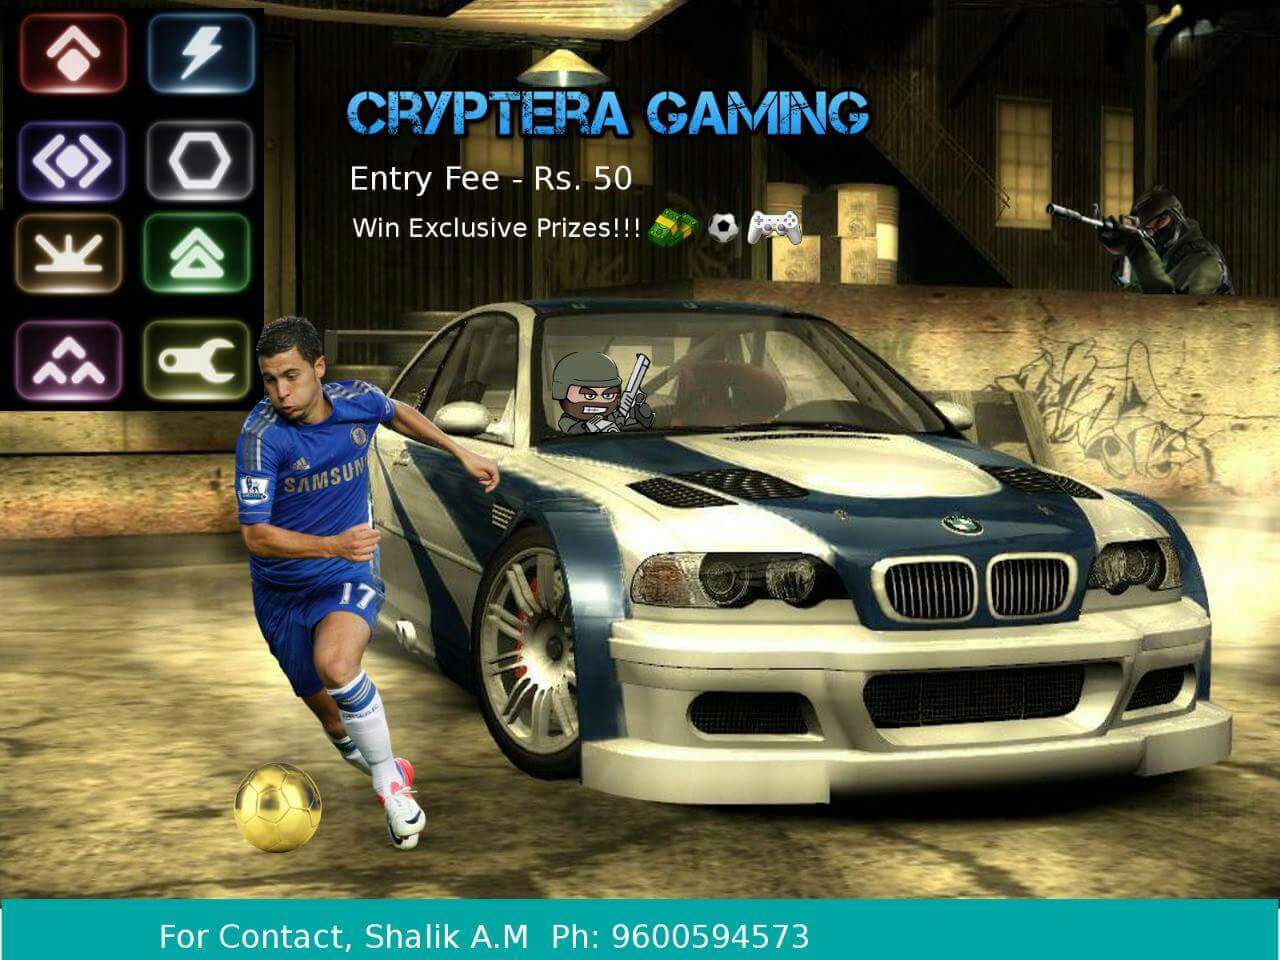 CRYPTERA GAMING
Entry Fee - Rs. 50
Win Exclusive Prizes!!!
SAMSUNG
17
For Contact, Shalik A.M Ph: 9600594573